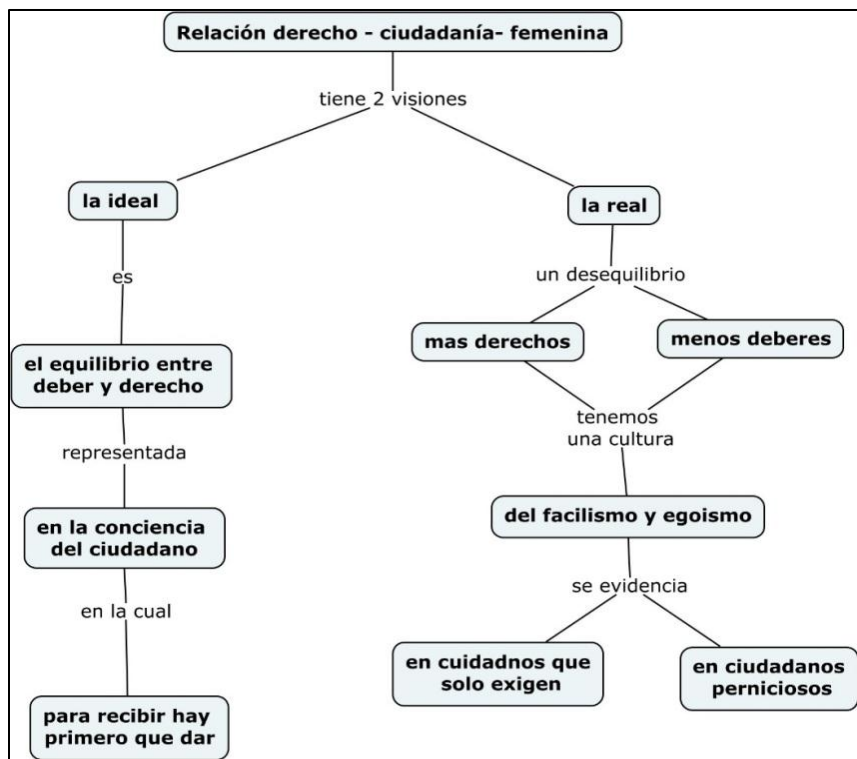 Relación derecho - ciudadanía- femenina
tiene 2 visiones
la ideal
es
el equilibrio entre
deber y derecho
representada
en la conciencia
del ciudadano
en la cual
para recibir hay
primero que dar
la real
un desequilibrio
mas derechos
menos deberes
tenemos
una cultura
del facilismo y egoismo
se evidencia
en cuidadnos que
solo exigen
en ciudadanos
perniciosos